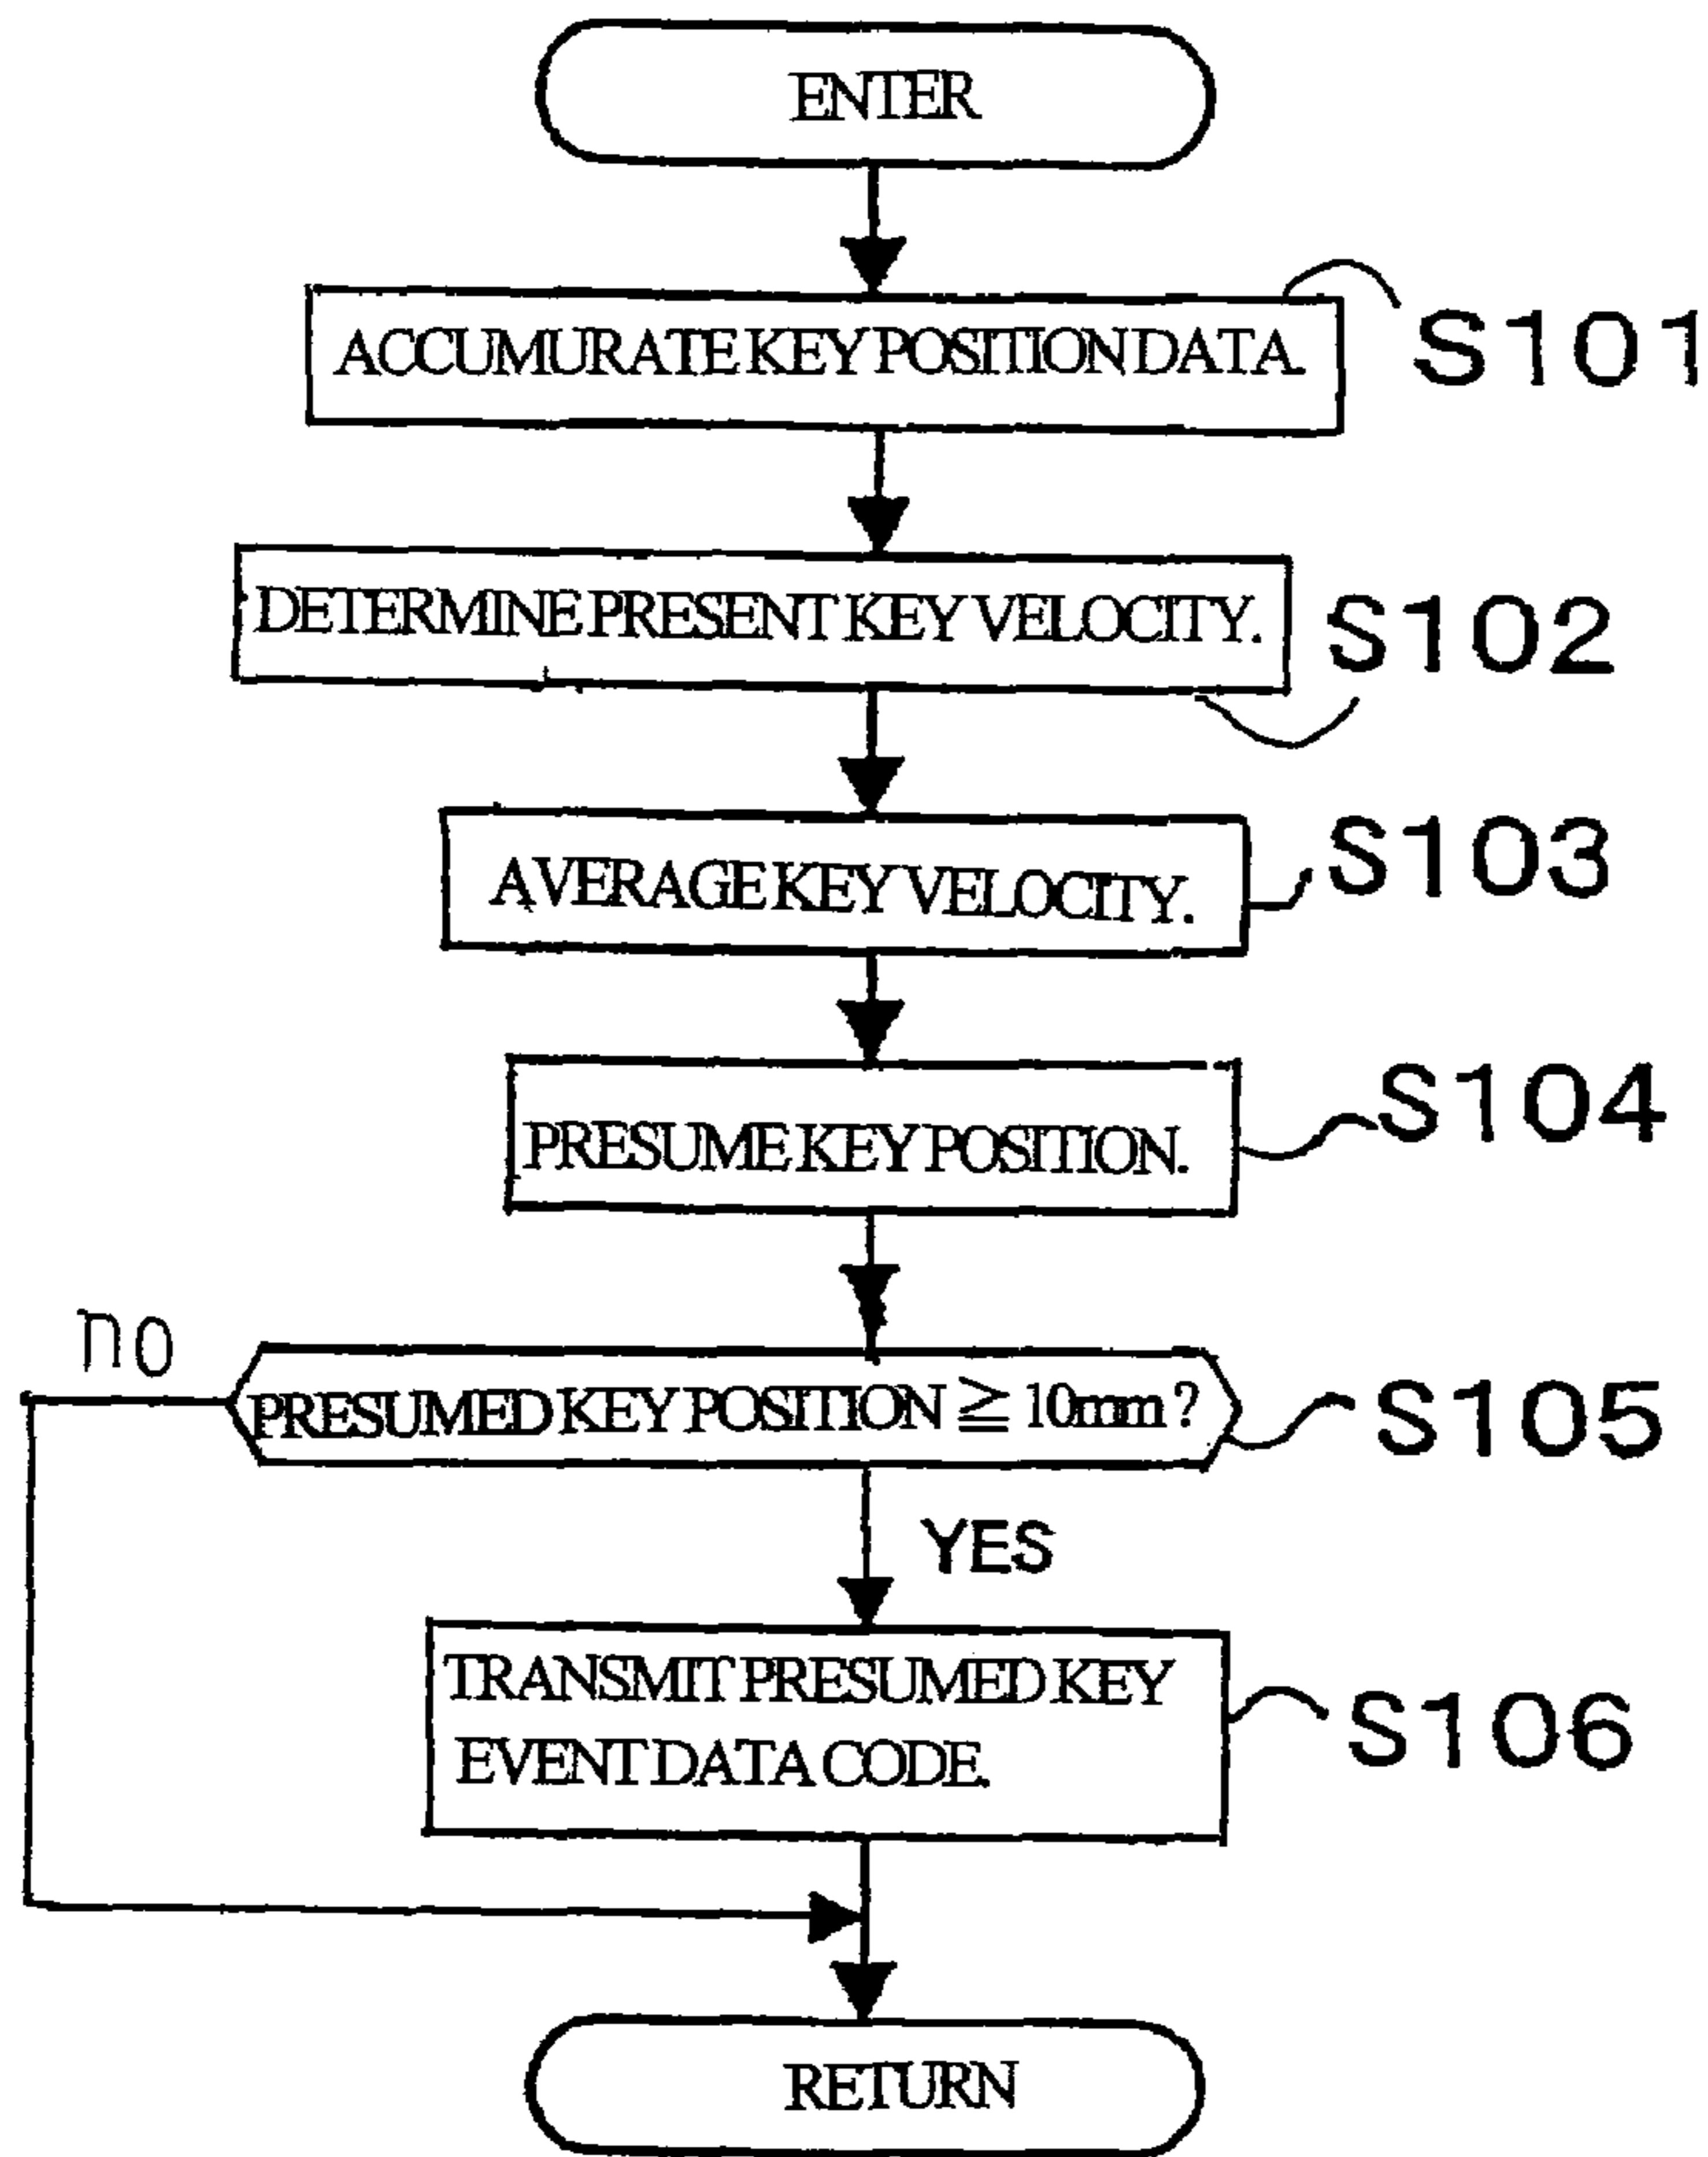 ENTER
ACCUMURATE KEY POSITION DATA.
S101
DETERMINE PRESENT KEY VELOCITY.
S102
AVERAGE KEY VELOCITY.
S103
PRESUME KEY POSITION.
S104
no
PRESUMED KEY POSITION ≧ 10mm?
S105
YES
TRANSMIT PRESUMED KEY
EVENT DATA CODE.
S106
RETURN